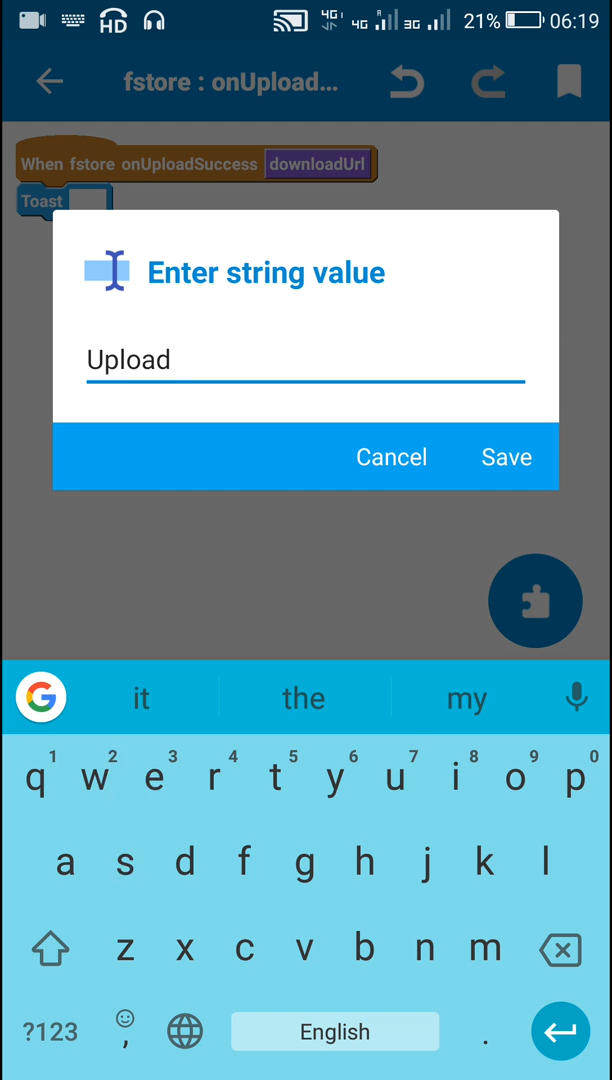 HD 4G 4G R 3G 21% 06:19
fstore : onUpload...
When fstore onUploadSuccess downloadUrl
Toast
Enter string value
Upload
Cancel Save
G it the my
1 2 3 4 5 6 7 8 9 0
q w e r t y u i o p
a s d f g h j k l
z x c v b n m
?123 , English .